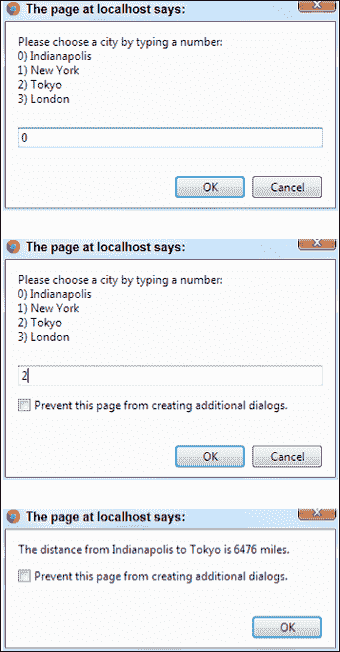 The page at localhost says:
Please choose a city by typing a number:
0) Indianapolis
1) New York
2) Tokyo
3) London
0
OK Cancel
The page at localhost says:
Please choose a city by typing a number:
0) Indianapolis
1) New York
2) Tokyo
3) London
2
Prevent this page from creating additional dialogs.
OK Cancel
The page at localhost says:
The distance from Indianapolis to Tokyo is 6476 miles.
Prevent this page from creating additional dialogs.
OK